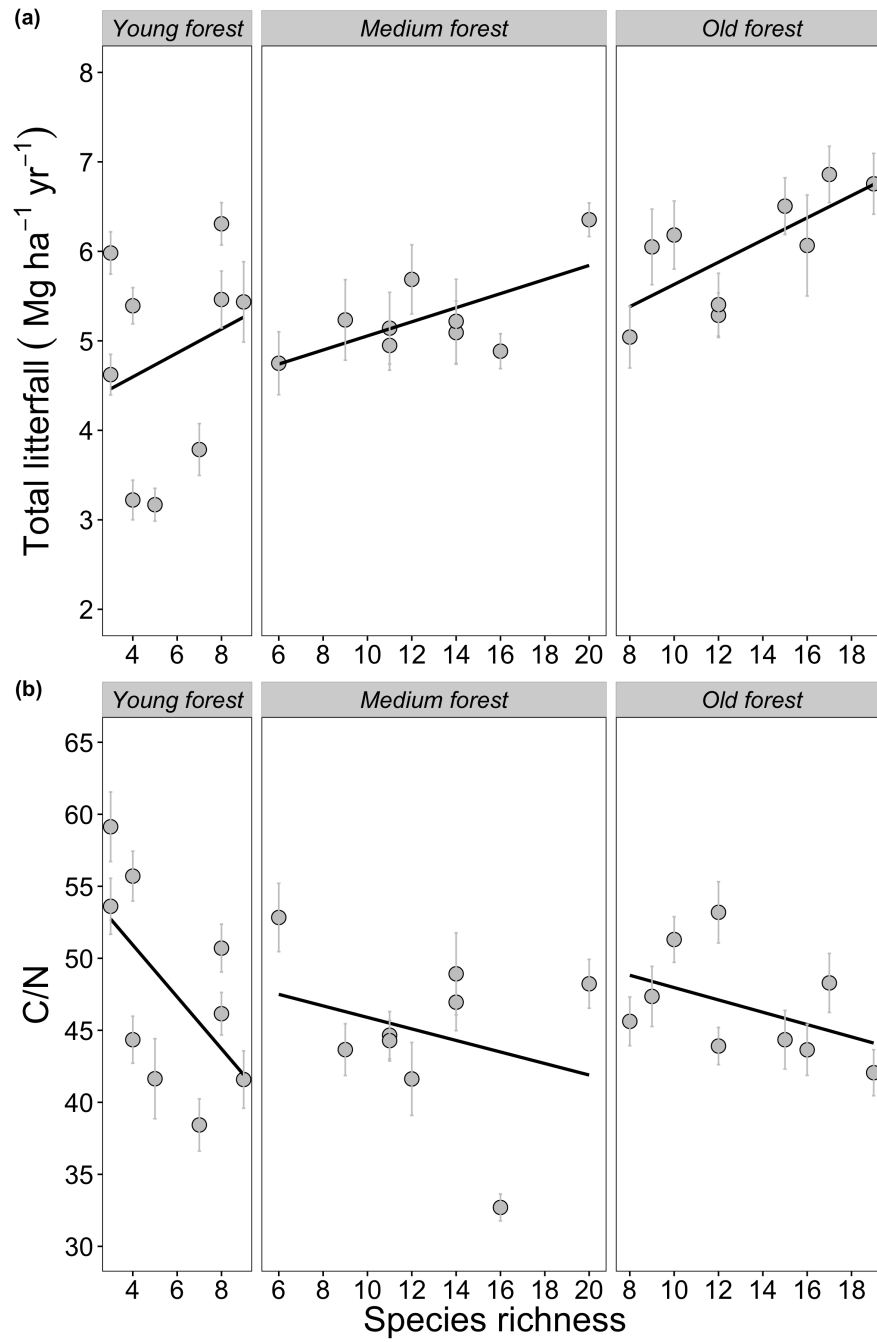 (a)
Young forest Medium forest Old forest
8
7
6
5
4
3
2
Total litterfall ( Mg ha⁻¹ yr⁻¹)
4 6 8 6 8 10 12 14 16 18 20 8 10 12 14 16 18
(b)
Young forest Medium forest Old forest
65
60
55
50
45
40
35
30
C/N
4 6 8 6 8 10 12 14 16 18 20 8 10 12 14 16 18
Species richness